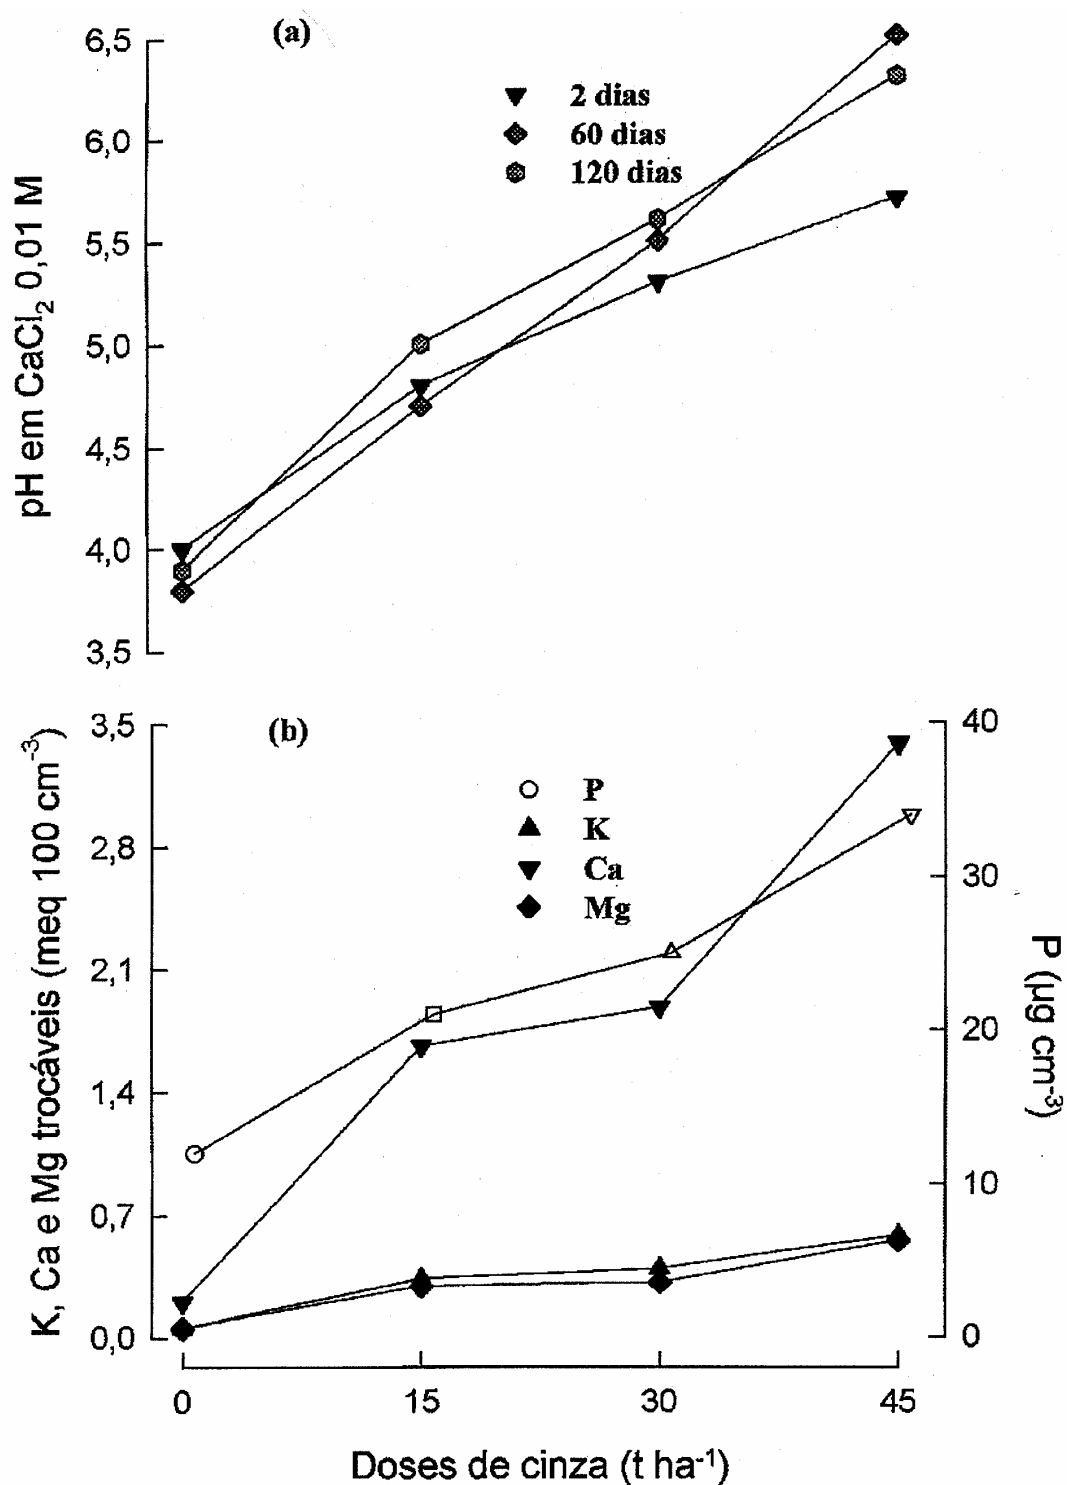 (a)
6,5
6,0
5,5
5,0
4,5
4,0
3,5
pH em CaCl₂ 0,01 M
2 dias
60 dias
120 dias
(b)
3,5
2,8
2,1
1,4
0,7
0,0
K, Ca e Mg trocáveis (meq 100 cm⁻³)
P
K
Ca
Mg
40
30
20
10
0
P (µg cm⁻³)
0 15 30 45
Doses de cinza (t ha⁻¹)